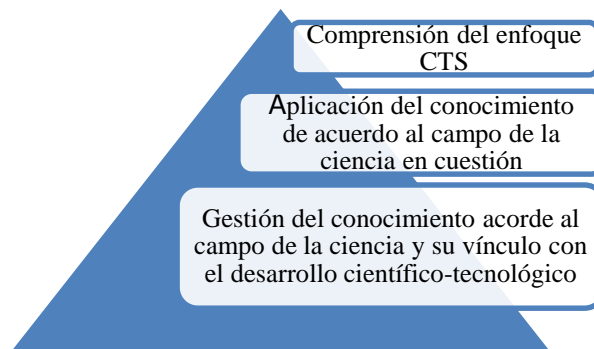 Comprensión del enfoque
CTS
Aplicación del conocimiento
de acuerdo al campo de la
ciencia en cuestión
Gestión del conocimiento acorde al
campo de la ciencia y su vínculo con
el desarrollo científico-tecnológico